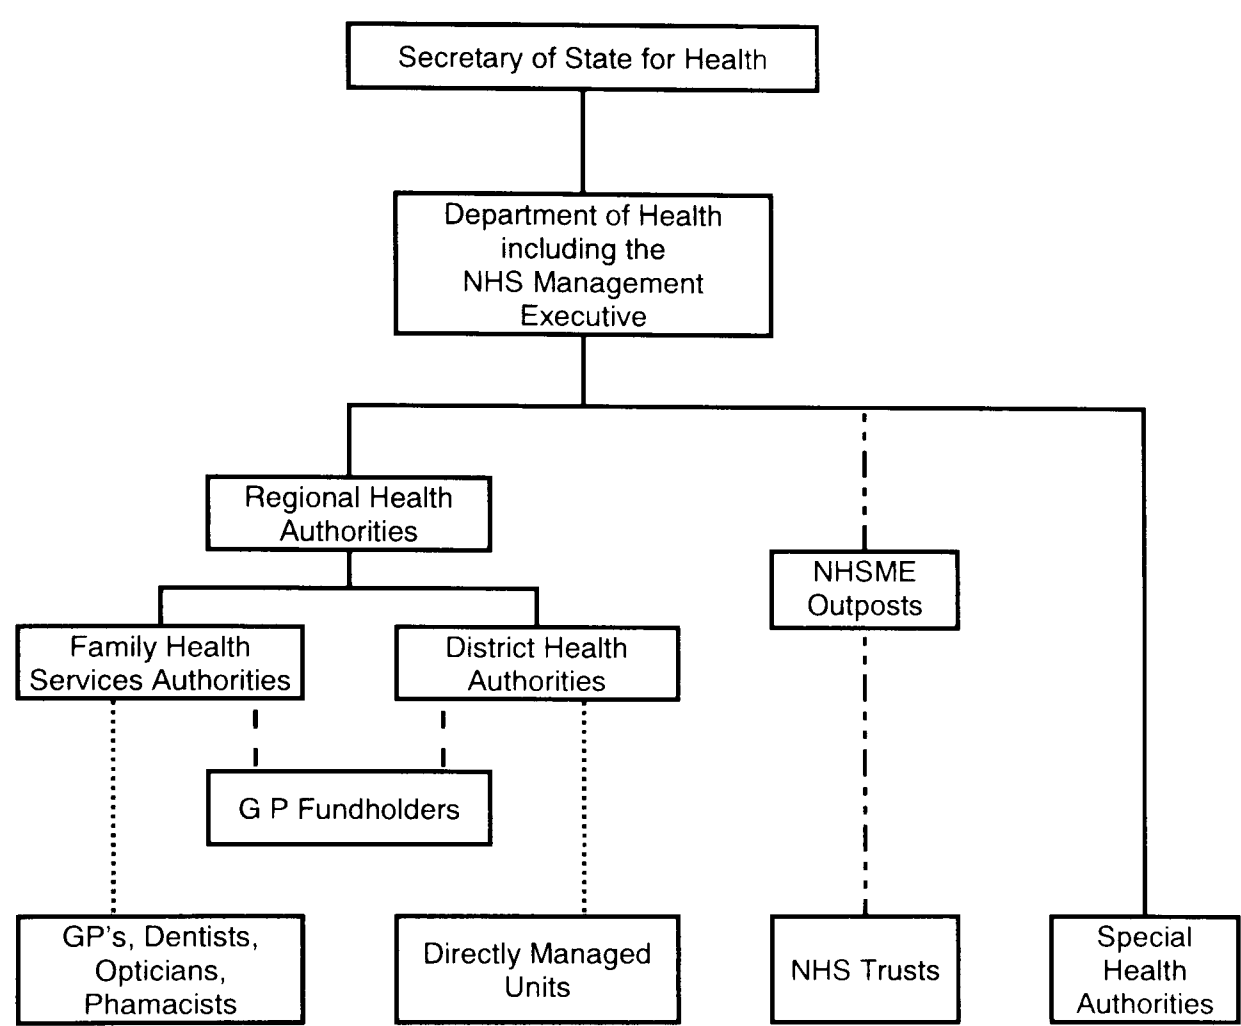 Secretary of State for Health
Department of Health
including the
NHS Management
Executive
Regional Health
Authorities
NHSME
Outposts
Family Health
Services Authorities
District Health
Authorities
G P Fundholders
GP's, Dentists,
Opticians,
Phamacists
Directly Managed
Units
NHS Trusts
Special
Health
Authorities